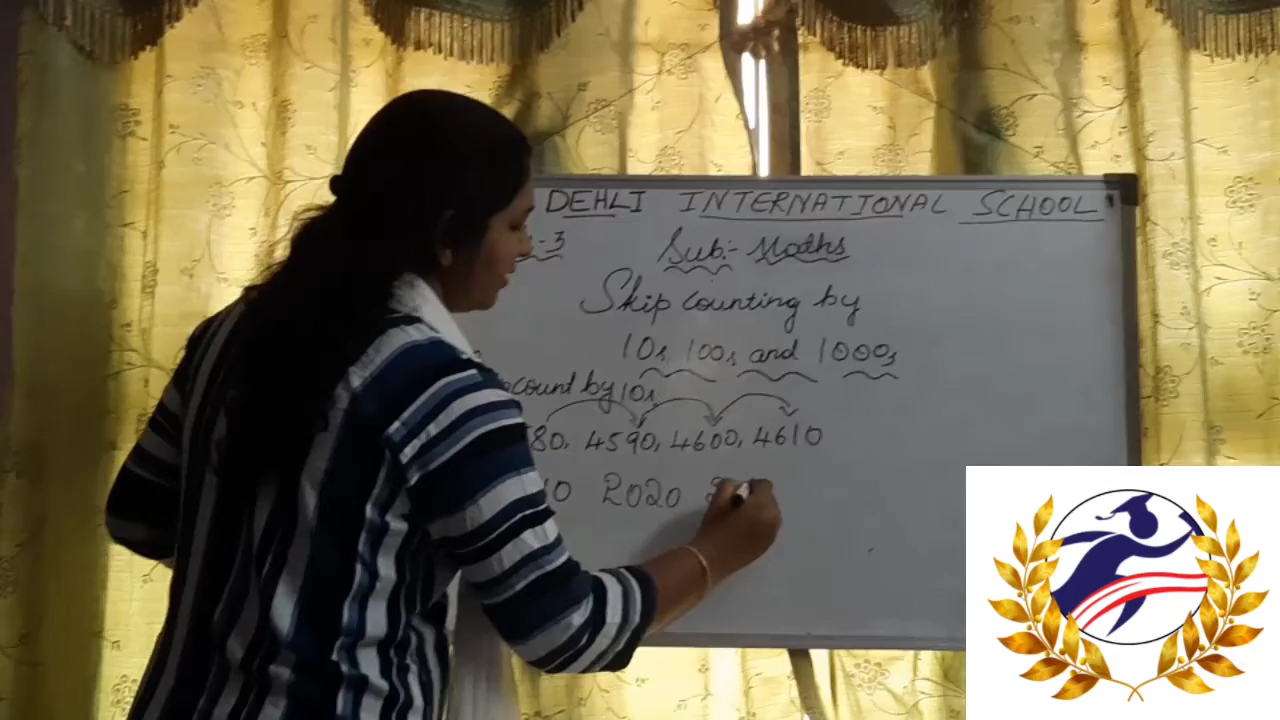 DEHLI INTERNATIONAL SCHOOL
-3 Sub:- Maths
Skip counting by
10s, 100s and 1000s
count by 10s
80, 4590, 4600, 4610
10 2020